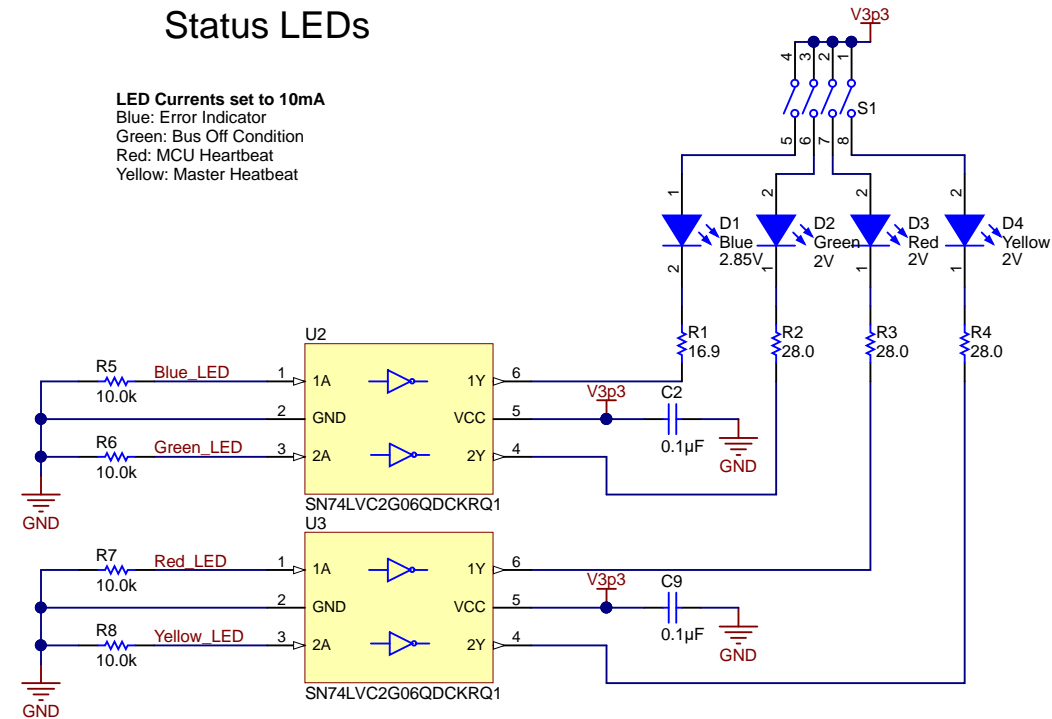 Status LEDs
LED Currents set to 10mA
Blue: Error Indicator
Green: Bus Off Condition
Red: MCU Heartbeat
Yellow: Master Heatbeat
V3p3
4 3 2 1
S1
5 6 7 8
1 2 2 2
D1
Blue
2.85V
D2
Green
2V
D3
Red
2V
D4
Yellow
2V
2 1 1 1
R1
16.9
R2
28.0
R3
28.0
R4
28.0
U2
R5
10.0k
Blue_LED
1 1A 1Y 6
2 GND VCC 5
R6
10.0k
Green_LED
3 2A 2Y 4
V3p3
C2
0.1µF
GND
GND
SN74LVC2G06QDCKRQ1
U3
R7
10.0k
Red_LED
1 1A 1Y 6
2 GND VCC 5
R8
10.0k
Yellow_LED
3 2A 2Y 4
V3p3
C9
0.1µF
GND
GND
SN74LVC2G06QDCKRQ1